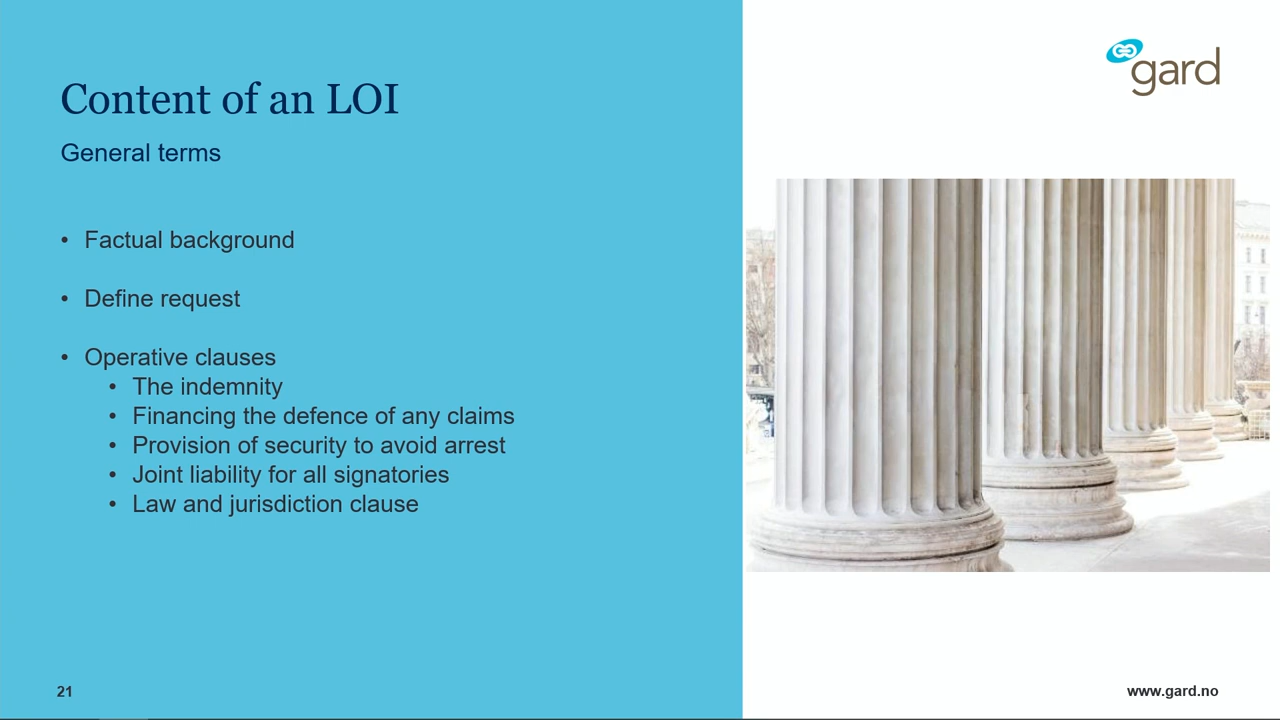 Content of an LOI
gard
General terms
• Factual background
• Define request
• Operative clauses
• The indemnity
• Financing the defence of any claims
• Provision of security to avoid arrest
• Joint liability for all signatories
• Law and jurisdiction clause
21
www.gard.no